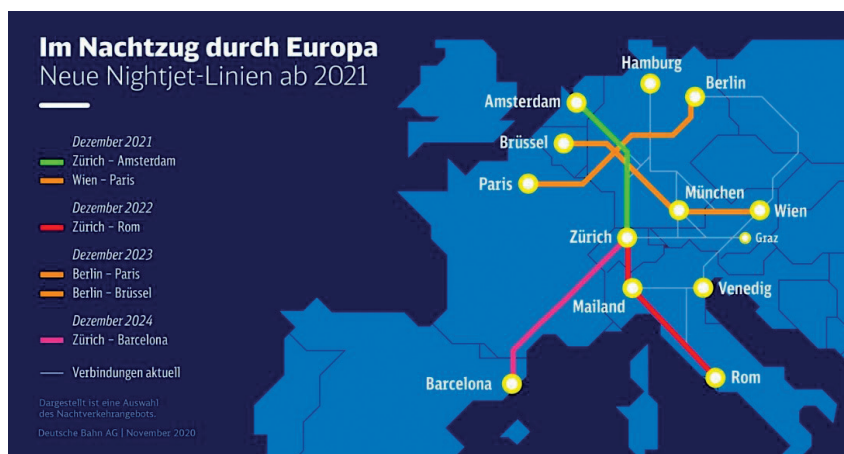 Im Nachtzug durch Europa
Neue Nightjet-Linien ab 2021
Dezember 2021
Zürich – Amsterdam
Wien – Paris
Dezember 2022
Zürich – Rom
Dezember 2023
Berlin – Paris
Berlin – Brüssel
Dezember 2024
Zürich – Barcelona
Verbindungen aktuell
Dargestellt ist eine Auswahl
des Nachtverkehrangebots.
Deutsche Bahn AG | November 2020
Hamburg
Berlin
Amsterdam
Brüssel
Paris
München
Wien
Zürich
Graz
Mailand
Venedig
Barcelona
Rom